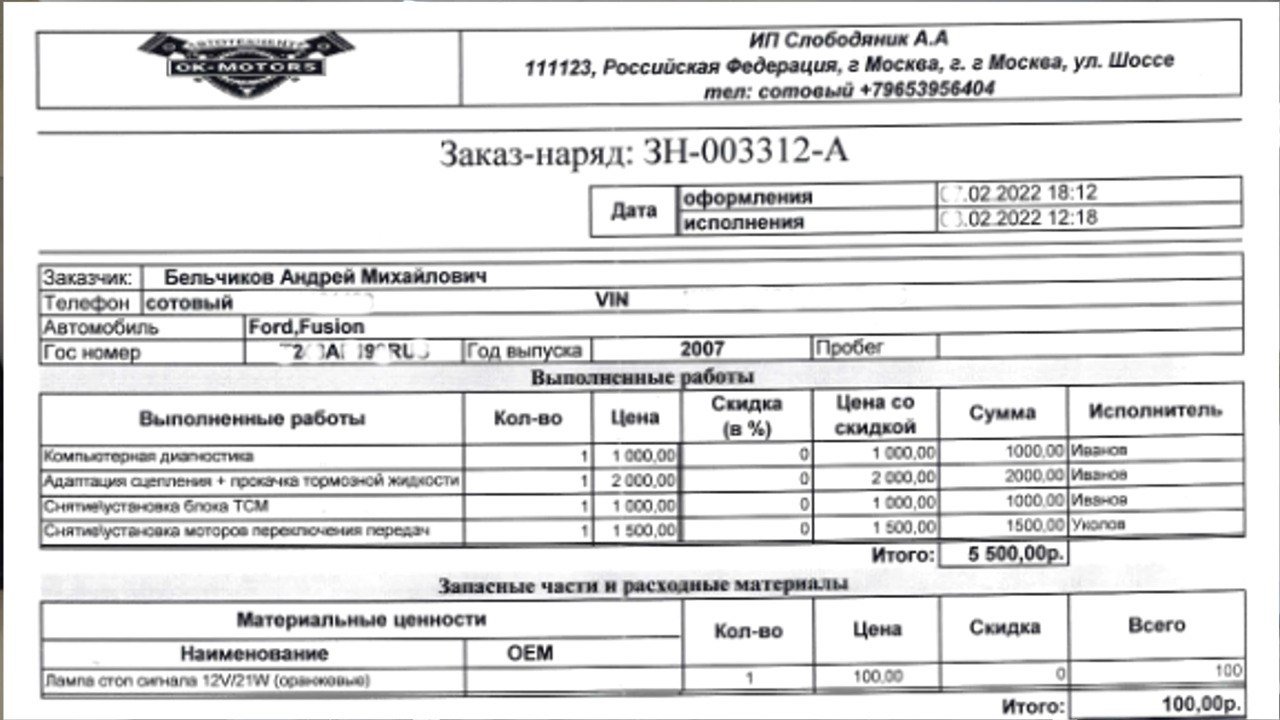 АВТОТЕХЦЕНТР
OK-MOTORS
ИП Слободяник А.А
111123, Российская Федерация, г Москва, г. г Москва, ул. Шоссе
тел: сотовый +79653956404
Заказ-наряд: ЗН-003312-А
Дата оформления .02.2022 18:12
исполнения .02.2022 12:18
Заказчик: Бельчиков Андрей Михайлович
Телефон сотовый VIN
Автомобиль Ford,Fusion
Гос номер Год выпуска 2007 Пробег
Выполненные работы
Выполненные работы Кол-во Цена Скидка (в %) Цена со скидкой Сумма Исполнитель
Компьютерная диагностика 1 1 000,00 0 1 000,00 1000,00 Иванов
Адаптация сцепления + прокачка тормозной жидкости 1 2 000,00 0 2 000,00 2000,00 Иванов
Снятие\установка блока ТСМ 1 1 000,00 0 1 000,00 1000,00 Иванов
Снятие\установка моторов переключения передач 1 1 500,00 0 1 500,00 1500,00 Уколов
Итого: 5 500,00р.
Запасные части и расходные материалы
Материальные ценности Кол-во Цена Скидка Всего
Наименование OEM
Лампа стоп сигнала 12V/21W (оранжовые) 1 100,00 0 100
Итого: 100,00р.